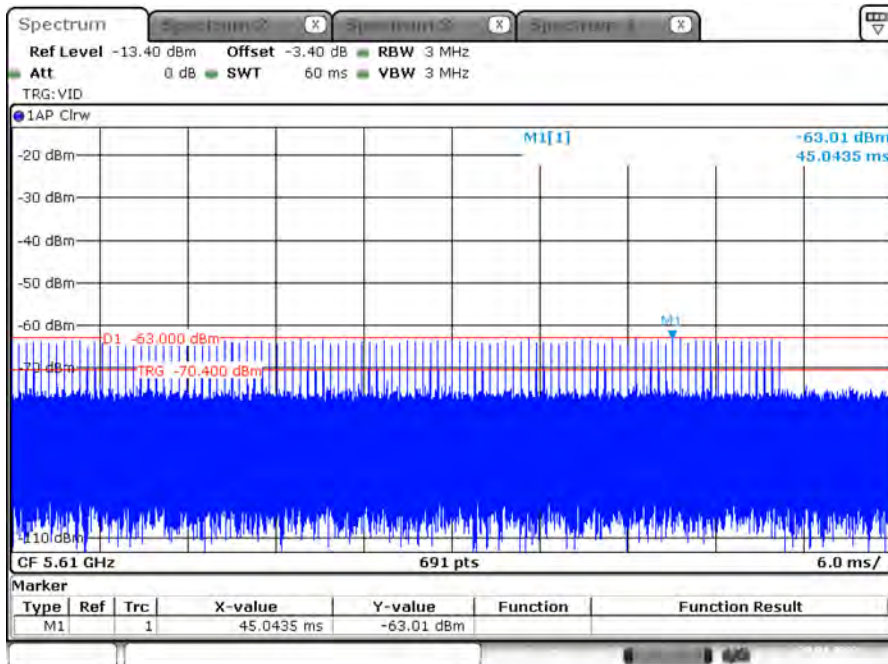 Spectrum
Ref Level -13.40 dBm Offset -3.40 dB RBW 3 MHz
Att 0 dB SWT 60 ms VBW 3 MHz
TRG:VID
1AP Clrw
M1[1] -63.01 dBm
45.0435 ms
-20 dBm
-30 dBm
-40 dBm
-50 dBm
-60 dBm
M1
D1 -63.000 dBm
-70 dBm
TRG -70.400 dBm
-110 dBm
CF 5.61 GHz 691 pts 6.0 ms/
Marker
Type Ref Trc X-value Y-value Function Function Result
M1 1 45.0435 ms -63.01 dBm